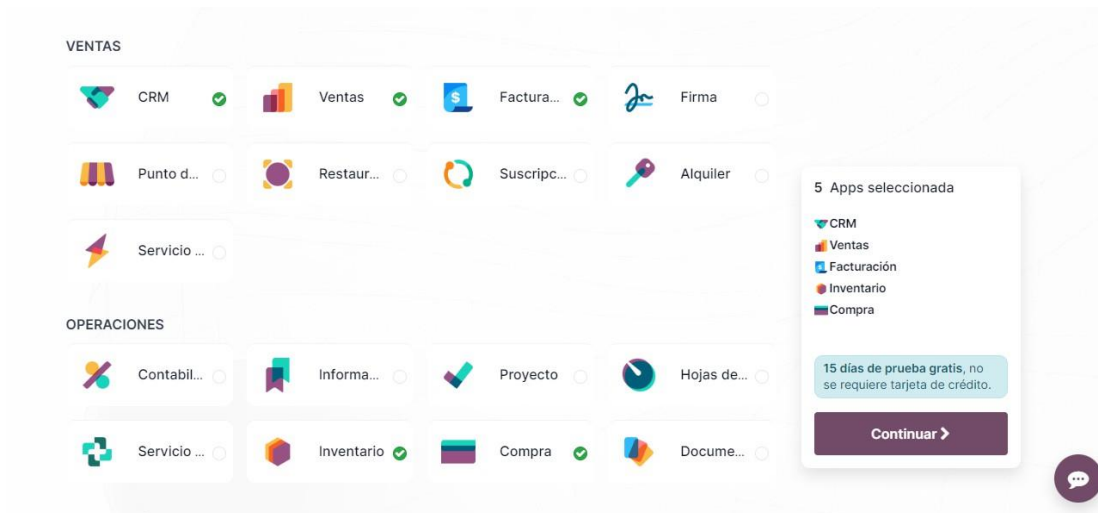 VENTAS
CRM
Ventas
Factura...
Firma
Punto d...
Restaur...
Suscripc...
Alquiler
Servicio ...
OPERACIONES
Contabil...
Informa...
Proyecto
Hojas de...
Servicio ...
Inventario
Compra
Docume...
5 Apps seleccionada
CRM
Ventas
Facturación
Inventario
Compra
15 días de prueba gratis, no
se requiere tarjeta de crédito.
Continuar